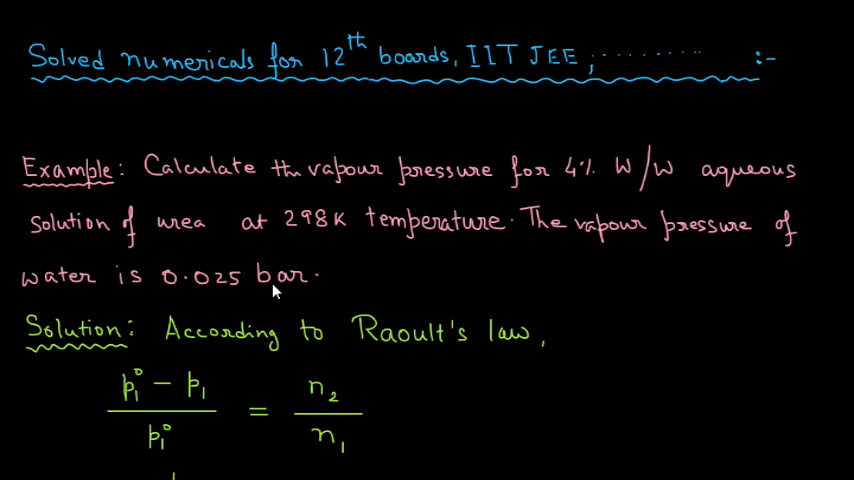 Solved numericals for 12th boards, IIT JEE ; ......... :-
Example: Calculate the vapour pressure for 4% W/W aqueous
solution of urea at 298K temperature. The vapour pressure of
water is 0.025 bar.
Solution: According to Raoult's law,
(p₁⁰ - p₁) / p₁⁰ = n₂ / n₁